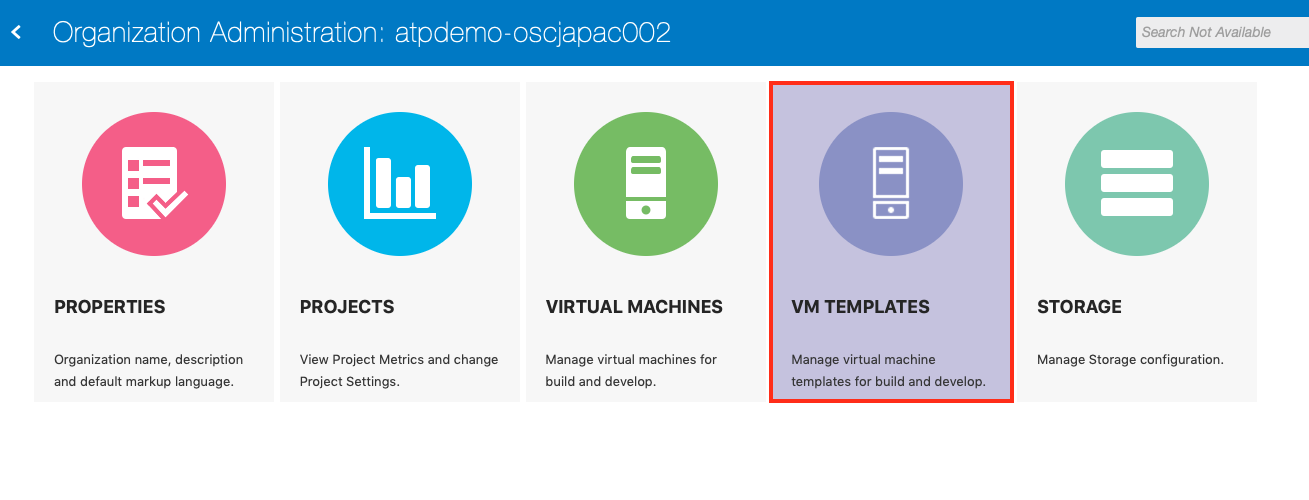 Organization Administration: atpdemo-oscjapac002
Search Not Available
PROPERTIES
Organization name, description
and default markup language.
PROJECTS
View Project Metrics and change
Project Settings.
VIRTUAL MACHINES
Manage virtual machines for
build and develop.
VM TEMPLATES
Manage virtual machine
templates for build and develop.
STORAGE
Manage Storage configuration.